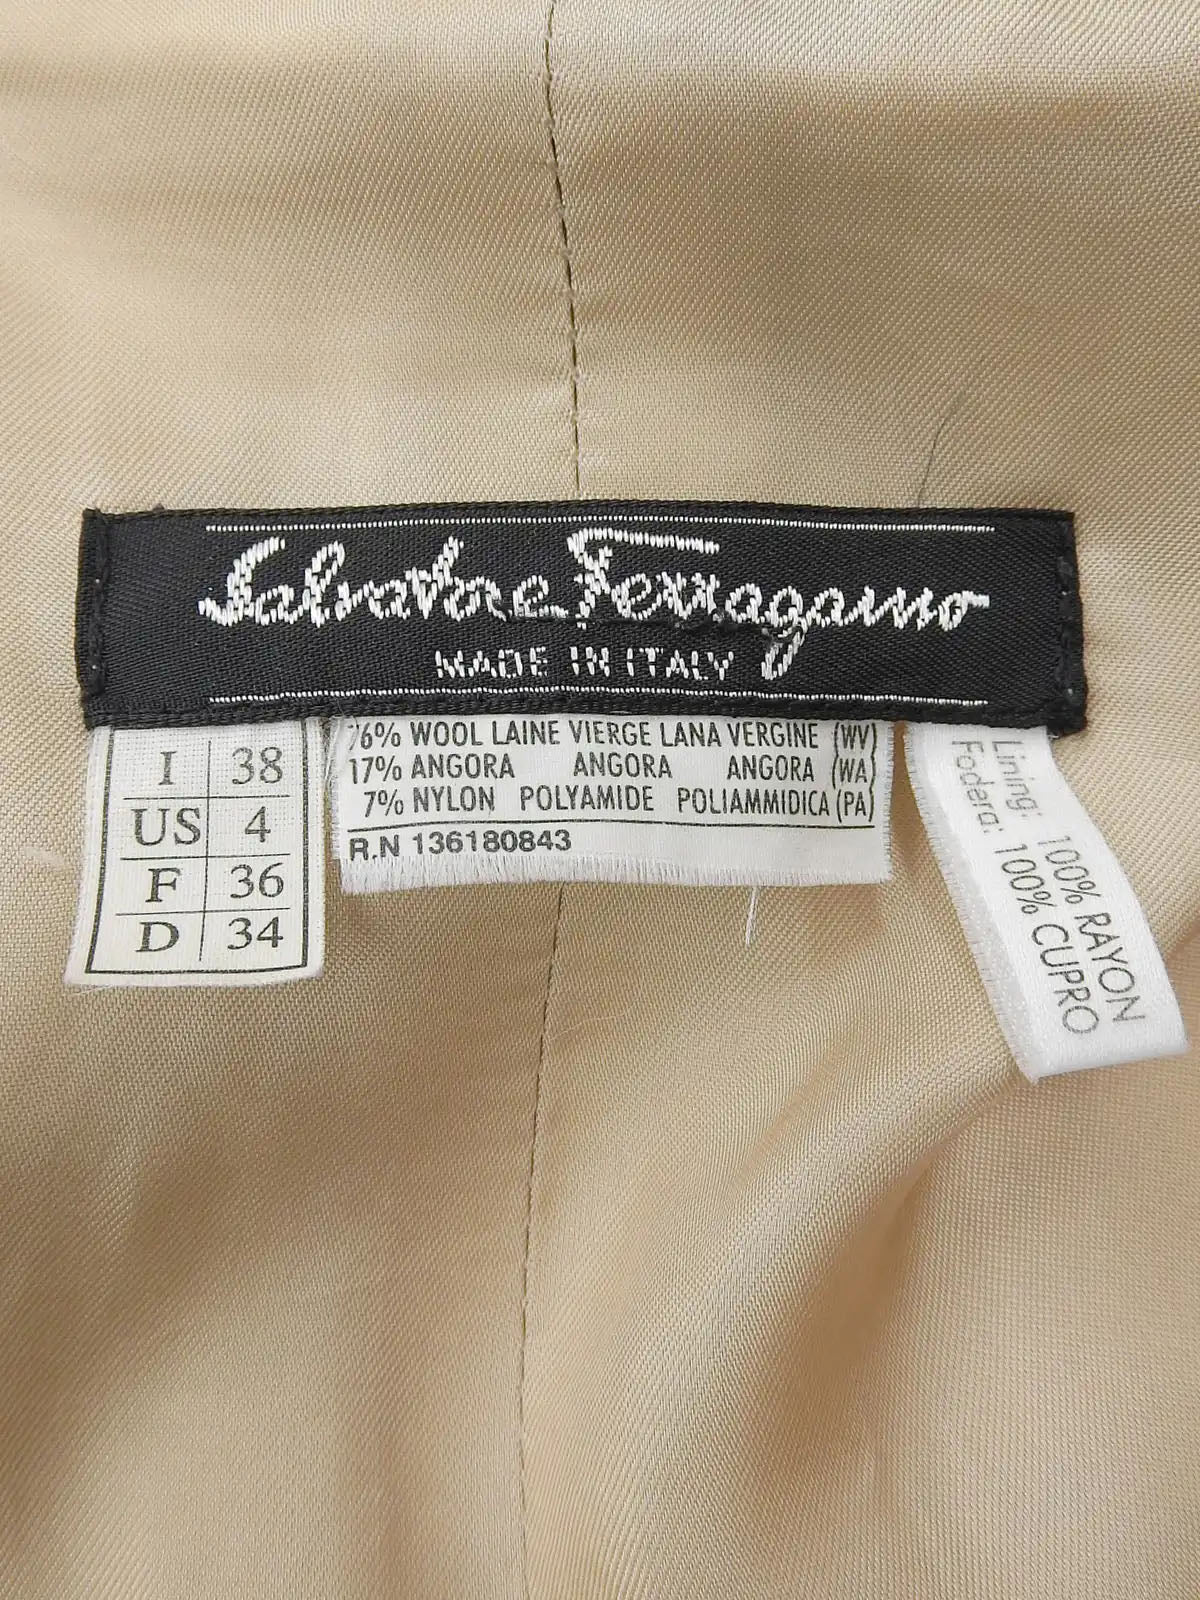 Salvatore Ferragamo
MADE IN ITALY
I 38
US 4
F 36
D 34
76% WOOL LAINE VIERGE LANA VERGINE (WV)
17% ANGORA ANGORA ANGORA (WA)
7% NYLON POLYAMIDE POLIAMMIDICA (PA)
R.N 136180843
Lining: 100% RAYON
Fodera: 100% CUPRO